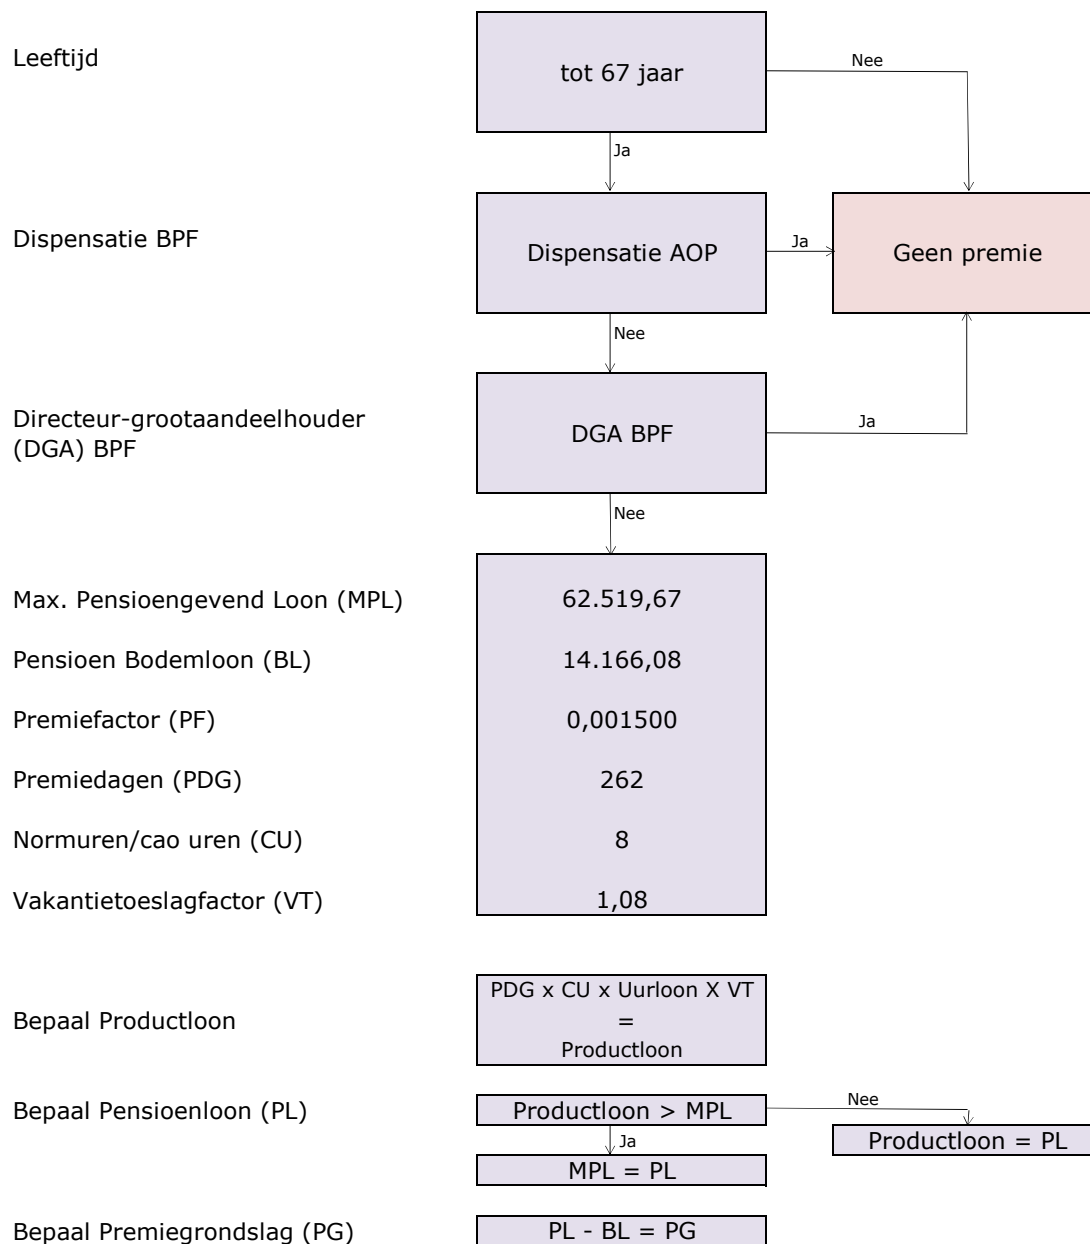 Leeftijd
tot 67 jaar
Nee
Ja
Dispensatie BPF
Dispensatie AOP
Ja
Geen premie
Nee
Directeur-grootaandeelhouder
(DGA) BPF
DGA BPF
Ja
Nee
Max. Pensioengevend Loon (MPL)
62.519,67
Pensioen Bodemloon (BL)
14.166,08
Premiefactor (PF)
0,001500
Premiedagen (PDG)
262
Normuren/cao uren (CU)
8
Vakantietoeslagfactor (VT)
1,08
Bepaal Productloon
PDG x CU x Uurloon X VT
=
Productloon
Bepaal Pensioenloon (PL)
Productloon > MPL
Nee
Productloon = PL
Ja
MPL = PL
Bepaal Premiegrondslag (PG)
PL - BL = PG